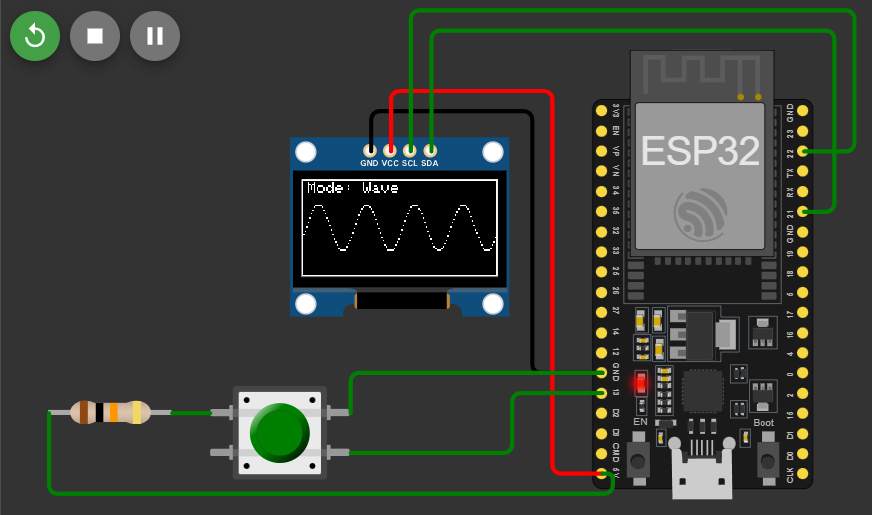 GND VCC SCL SDA
Mode: Wave
ESP32
3V3
EN
VP
VN
34
35
32
33
25
26
27
14
12
GND
13
D2
D3
CMD
5V
GND
23
22
TX
RX
21
GND
19
18
5
17
16
4
0
2
15
D1
D0
CLK
EN
Boot